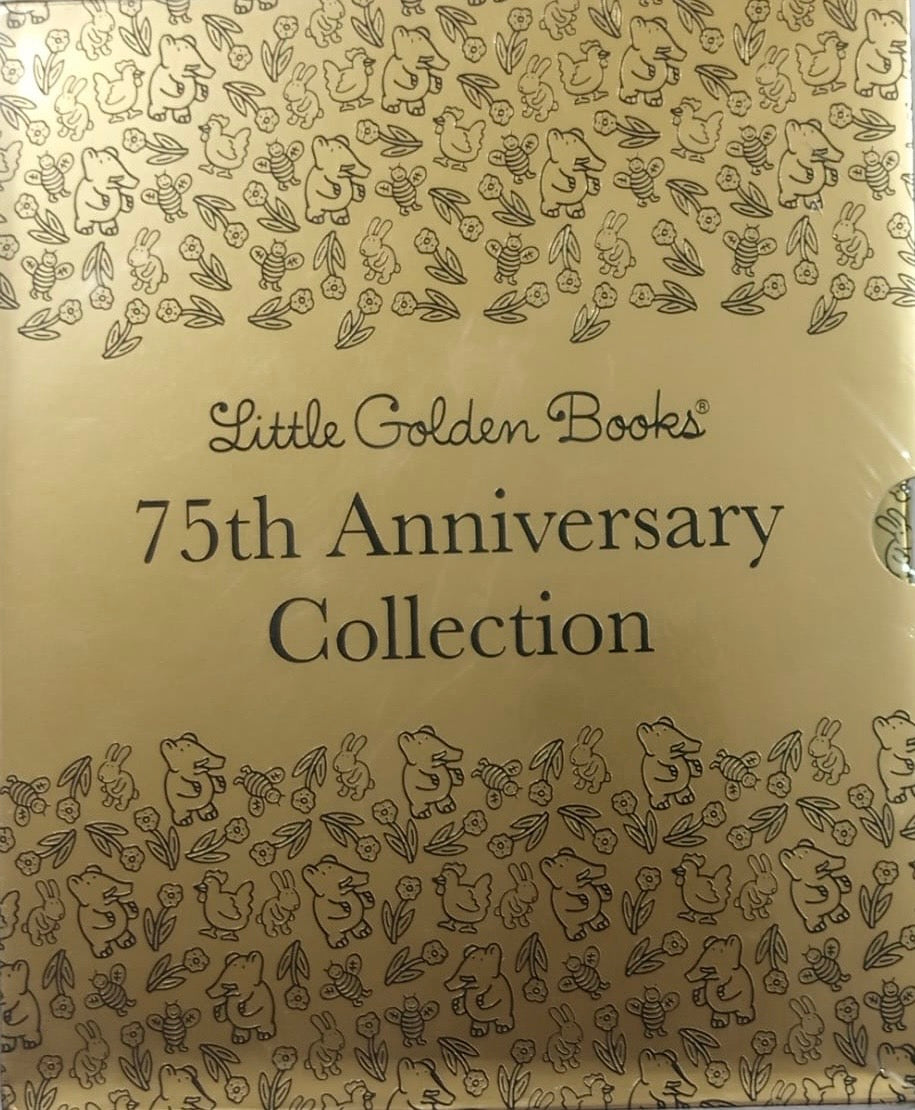 Little Golden Books®
75th Anniversary
Collection